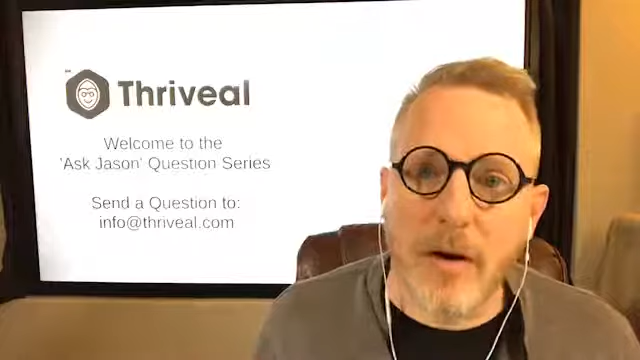 Thriveal
Welcome to the
'Ask Jason' Question Series
Send a Question to:
info@thriveal.com